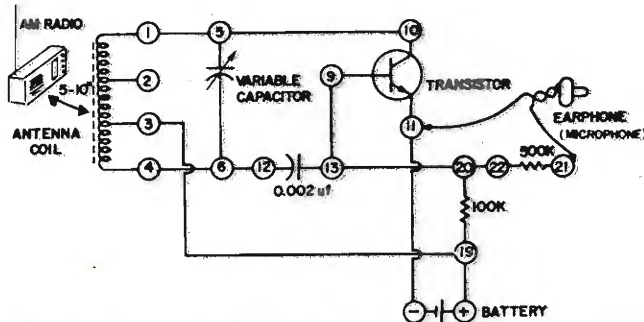 AM RADIO
5-10"
ANTENNA
COIL
1
2
3
4
5
VARIABLE
CAPACITOR
6
12
0.002 uf
13
9
10
TRANSISTOR
11
EARPHONE
(MICROPHONE)
20
22
500K
21
100K
19
- +
BATTERY